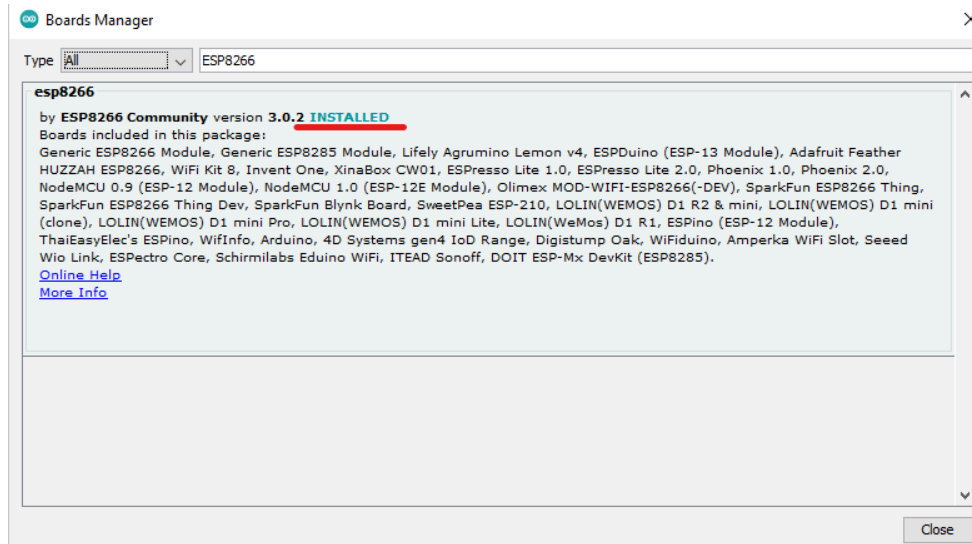 Boards Manager
Type All ESP8266
esp8266
by ESP8266 Community version 3.0.2 INSTALLED
Boards included in this package:
Generic ESP8266 Module, Generic ESP8285 Module, Lifely Agrumino Lemon v4, ESPDuino (ESP-13 Module), Adafruit Feather
HUZZAH ESP8266, WiFi Kit 8, Invent One, XinaBox CW01, ESPresso Lite 1.0, ESPresso Lite 2.0, Phoenix 1.0, Phoenix 2.0,
NodeMCU 0.9 (ESP-12 Module), NodeMCU 1.0 (ESP-12E Module), Olimex MOD-WIFI-ESP8266(-DEV), SparkFun ESP8266 Thing,
SparkFun ESP8266 Thing Dev, SparkFun Blynk Board, SweetPea ESP-210, LOLIN(WEMOS) D1 R2 & mini, LOLIN(WEMOS) D1 mini
(clone), LOLIN(WEMOS) D1 mini Pro, LOLIN(WEMOS) D1 mini Lite, LOLIN(WeMos) D1 R1, ESPino (ESP-12 Module),
ThaiEasyElec's ESPino, WifInfo, Arduino, 4D Systems gen4 IoD Range, Digistump Oak, WiFiduino, Amperka WiFi Slot, Seeed
Wio Link, ESPectro Core, Schirmilabs Eduino WiFi, ITEAD Sonoff, DOIT ESP-Mx DevKit (ESP8285).
Online Help
More Info
Close